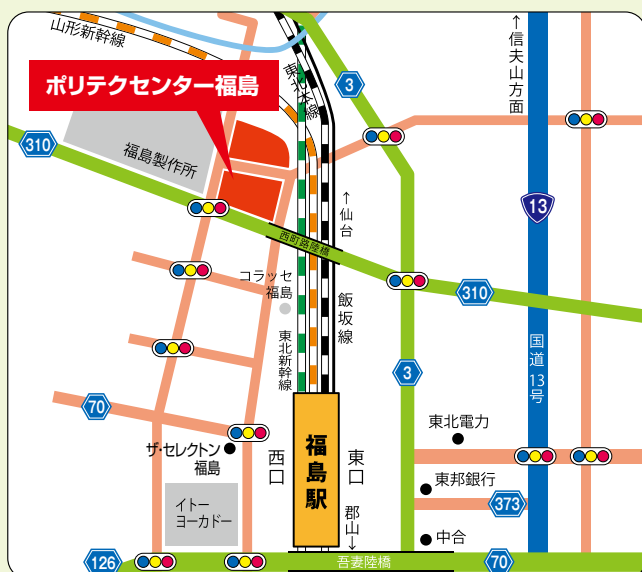 山形新幹線
東北本線
↑信夫山方面
3
ポリテクセンター福島
310
福島製作所
13
↑仙台
西町跨陸橋
コラッセ
福島
310
飯坂線
東北新幹線
国道13号
3
70
東北電力
ザ・セレクトン
福島
西口
福島駅
東口
東邦銀行
イトー
ヨーカドー
373
郡山↓
中合
126
吾妻陸橋
70